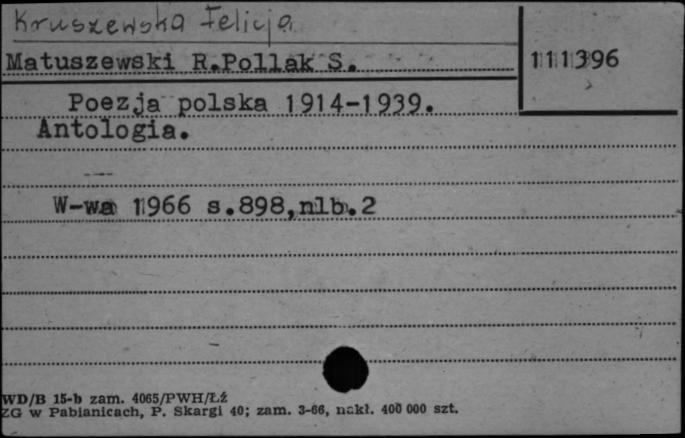 Kruszewska Felicja
Matuszewski R.Pollak S.
111396
Poezja polska 1914-1939.
Antologia.
W-wa 1966 s.898,nlb.2
WD/B 15-b zam. 4065/PWH/Łź
ZG w Pabianicach, P. Skargi 40; zam. 3-66, nakł. 400 000 szt.